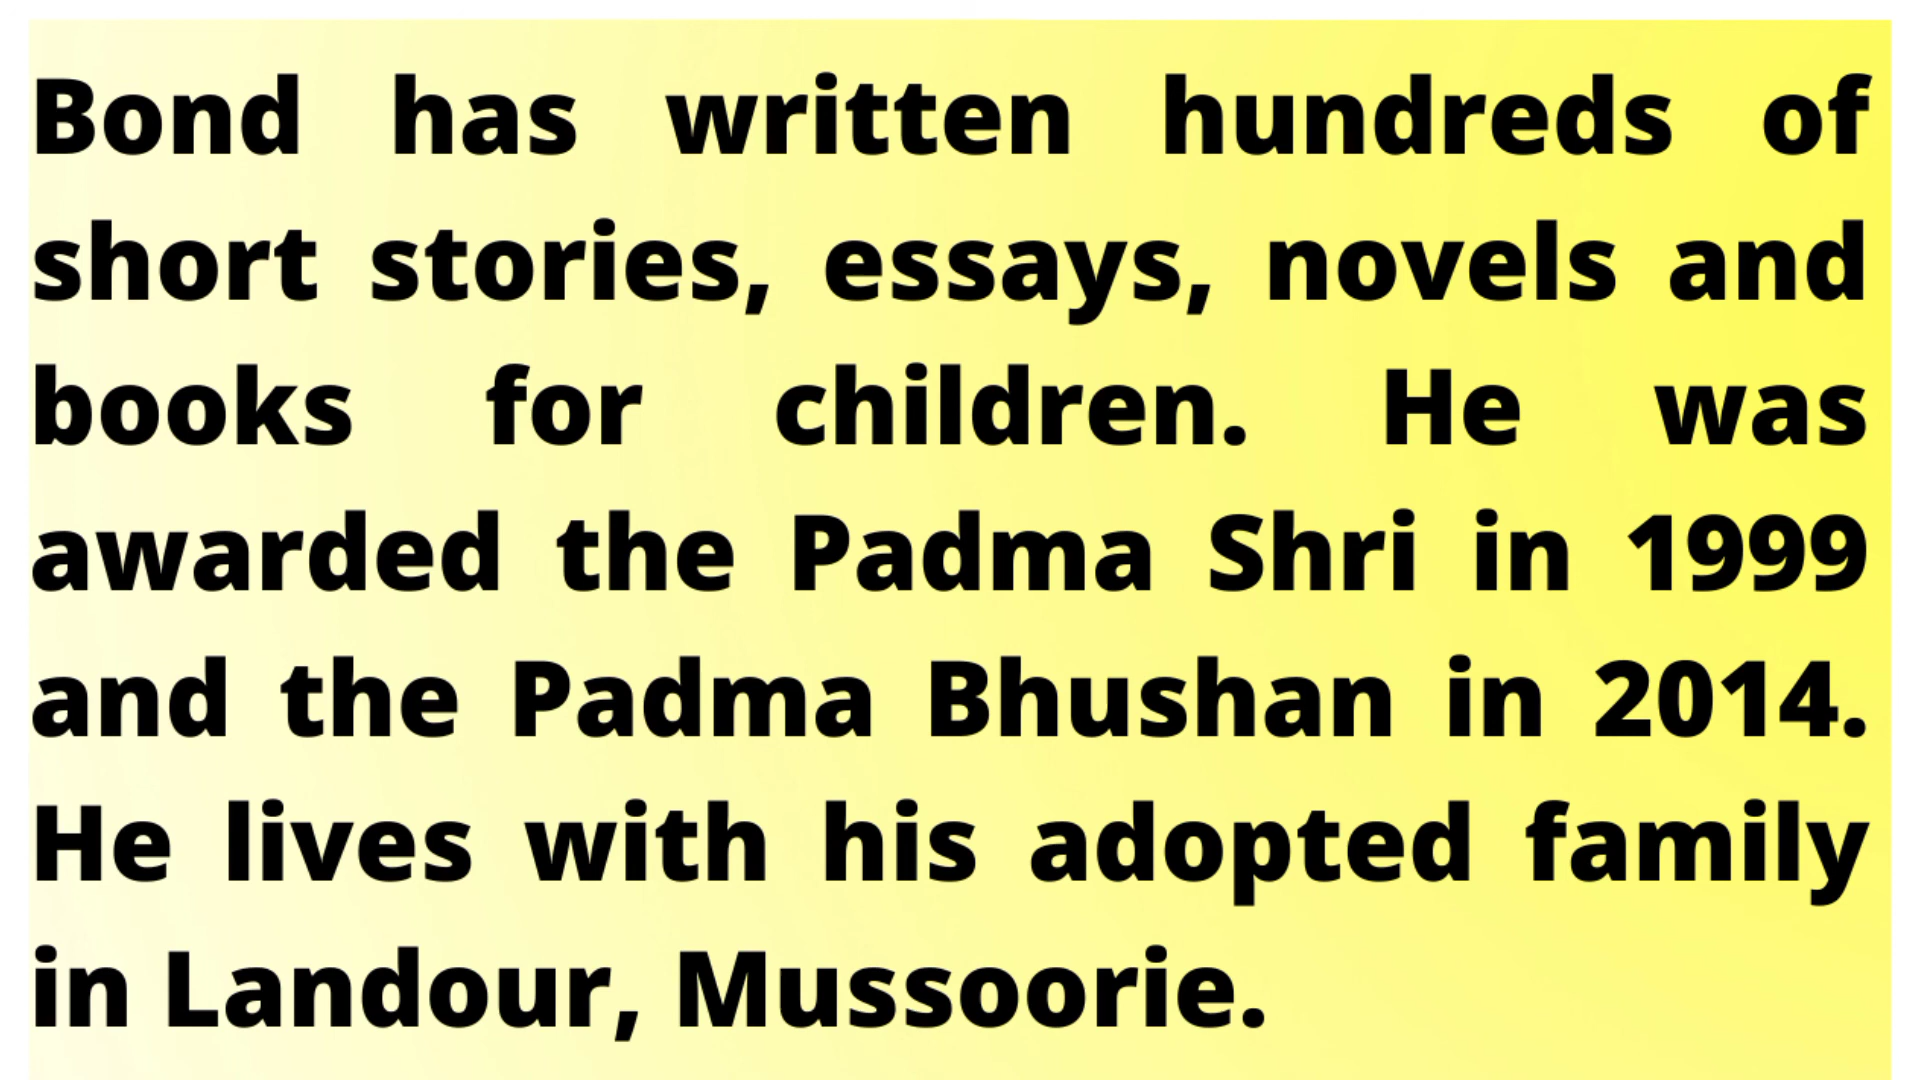 Bond has written hundreds of
short stories, essays, novels and
books for children. He was
awarded the Padma Shri in 1999
and the Padma Bhushan in 2014.
He lives with his adopted family
in Landour, Mussoorie.